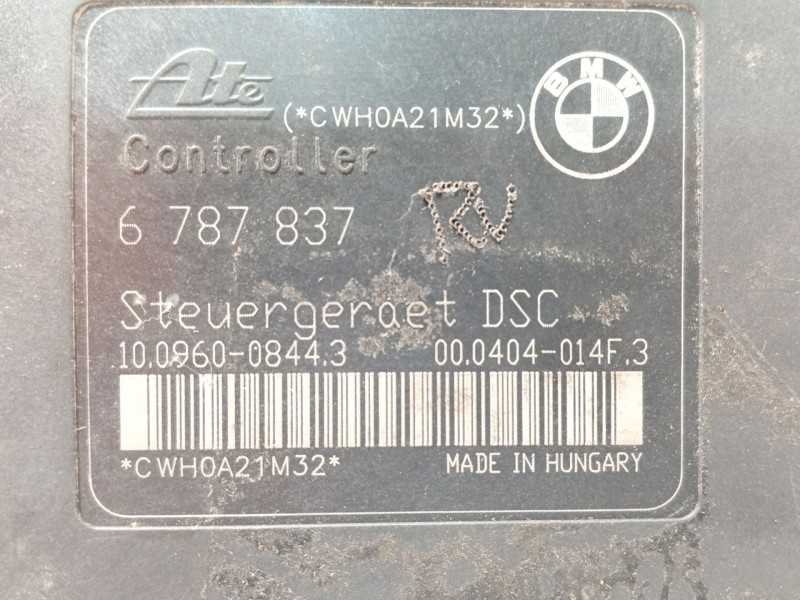 Ate
(*CWH0A21M32*)
BMW
Controller
6 787 837
RV
Steuergeraet DSC
10.0960-0844.3 00.0404-014F.3
*CWH0A21M32* MADE IN HUNGARY